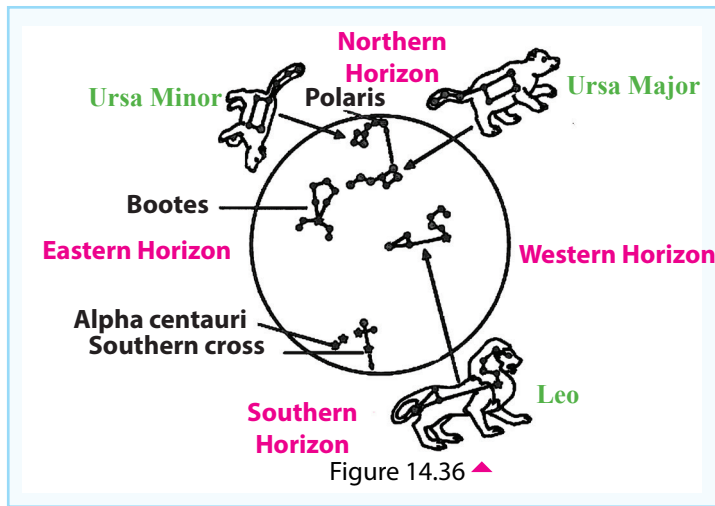 Northern
Horizon
Ursa Minor
Polaris
Ursa Major
Bootes
Eastern Horizon
Western Horizon
Alpha centauri
Southern cross
Leo
Southern
Horizon
Figure 14.36